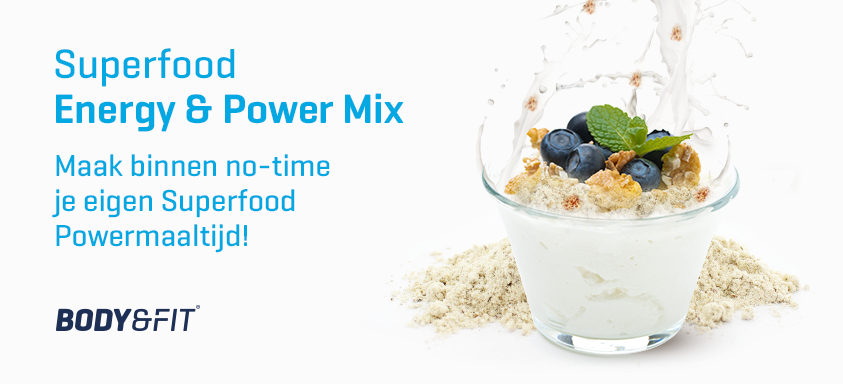 Superfood
Energy & Power Mix
Maak binnen no-time
je eigen Superfood
Powermaaltijd!
BODY&FIT®